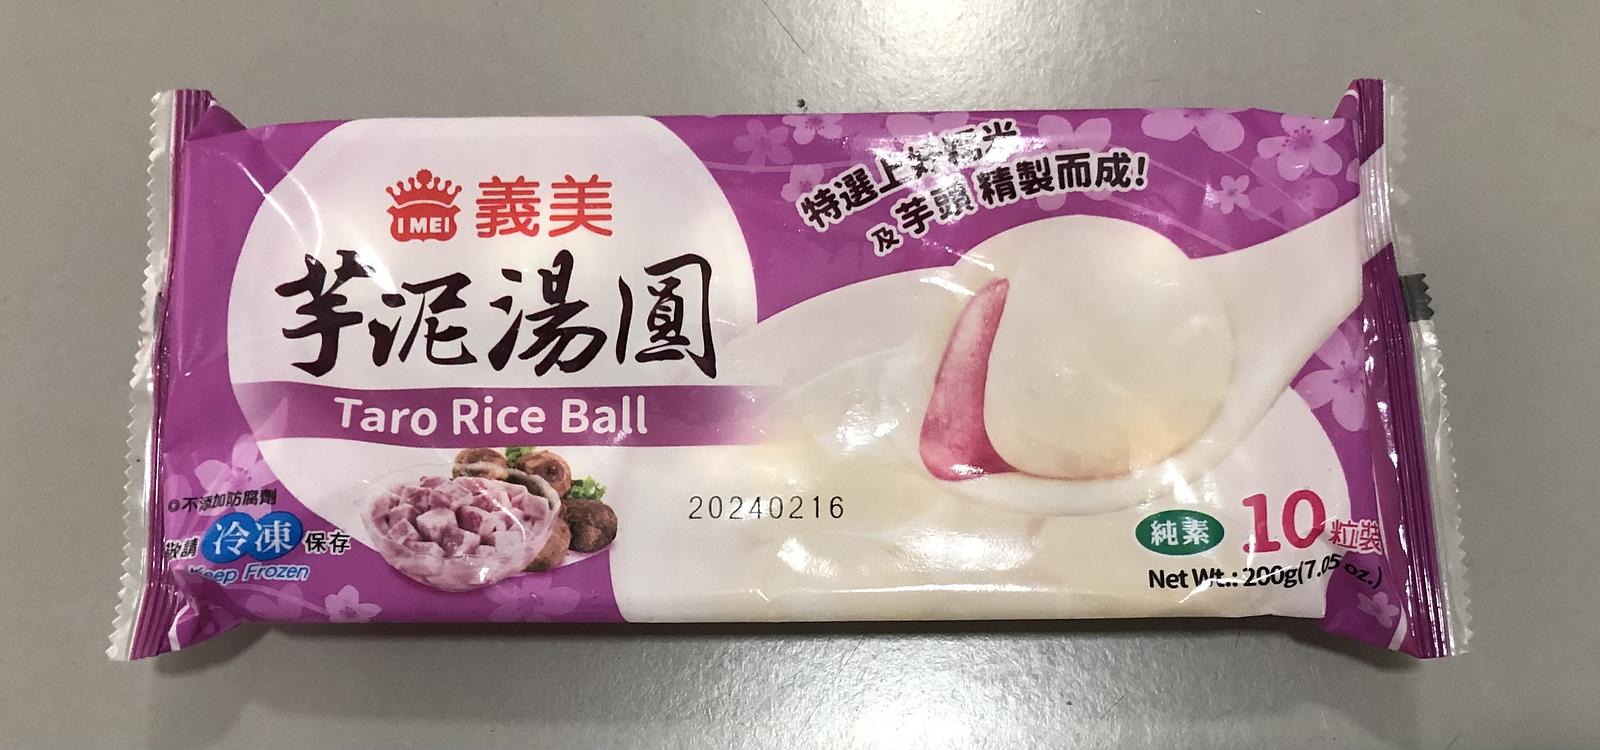 I MEI 義美
芋泥湯圓
Taro Rice Ball
特選上好糯米
及芋頭 精製而成!
20240216
◎不添加防腐劑
敬請 冷凍 保存
Keep Frozen
純素 10粒裝
Net Wt.: 200g(7.05 oz.)